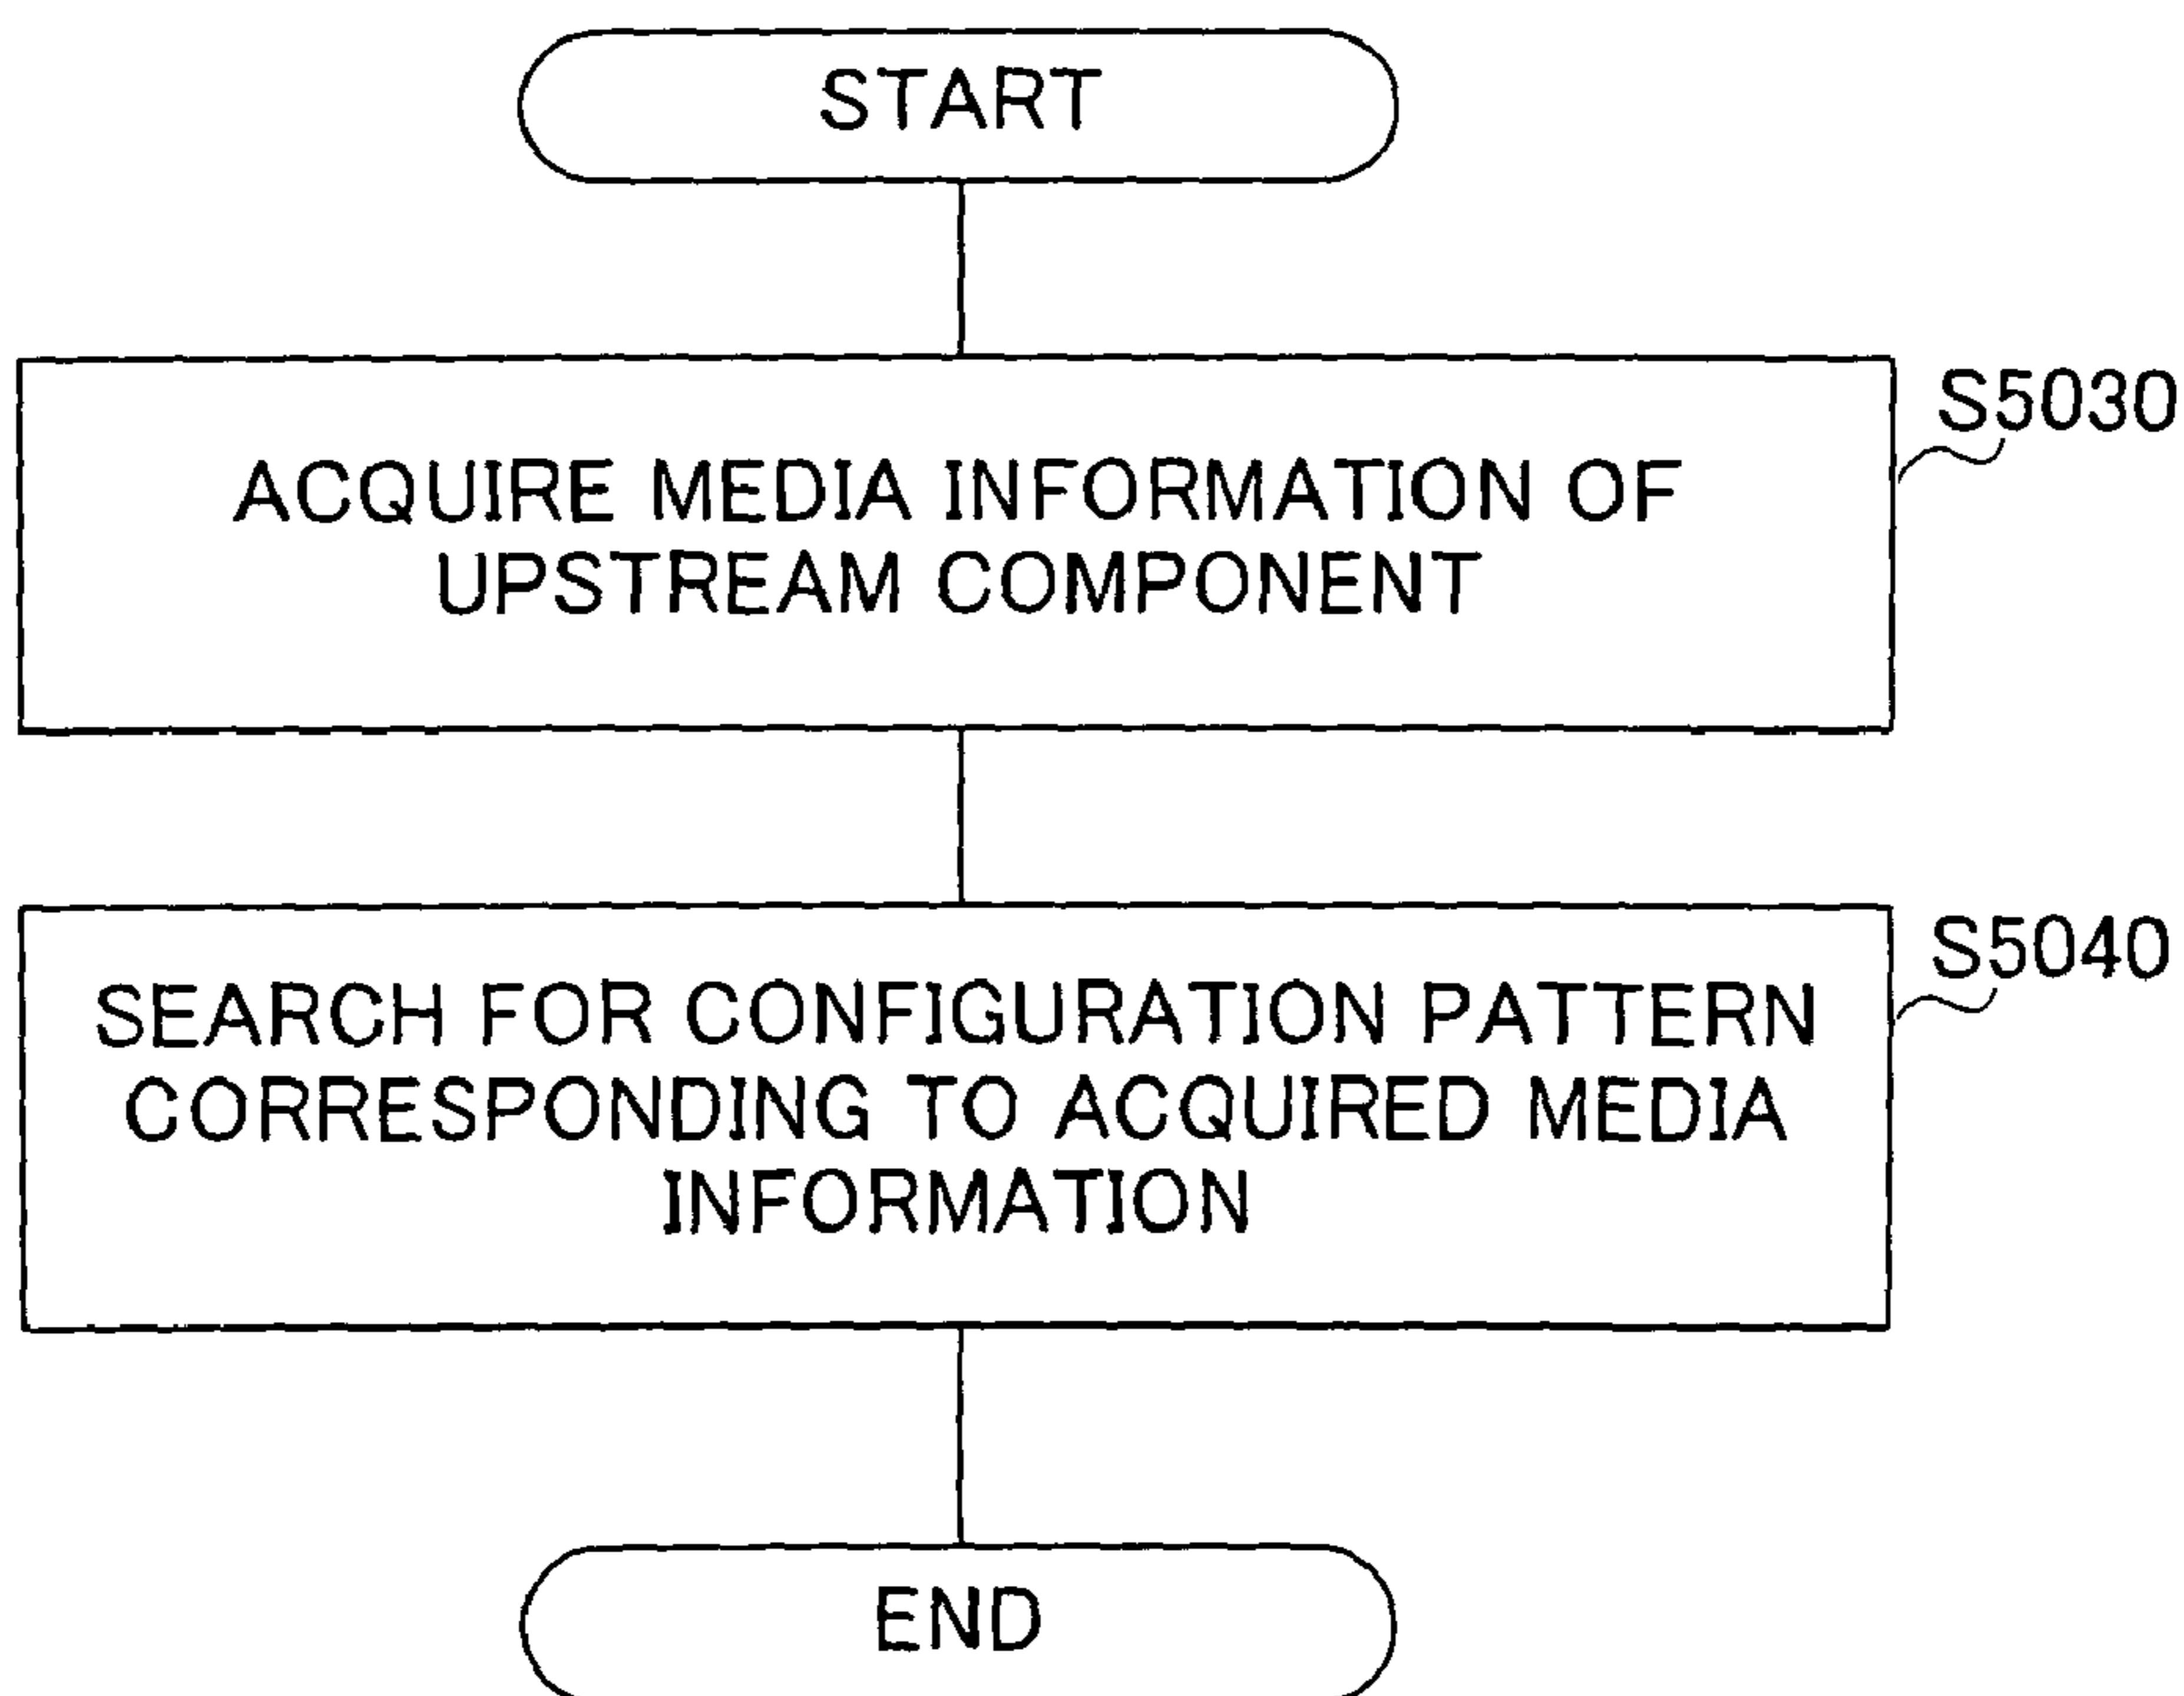 START
S5030
ACQUIRE MEDIA INFORMATION OF
UPSTREAM COMPONENT
S5040
SEARCH FOR CONFIGURATION PATTERN
CORRESPONDING TO ACQUIRED MEDIA
INFORMATION
END